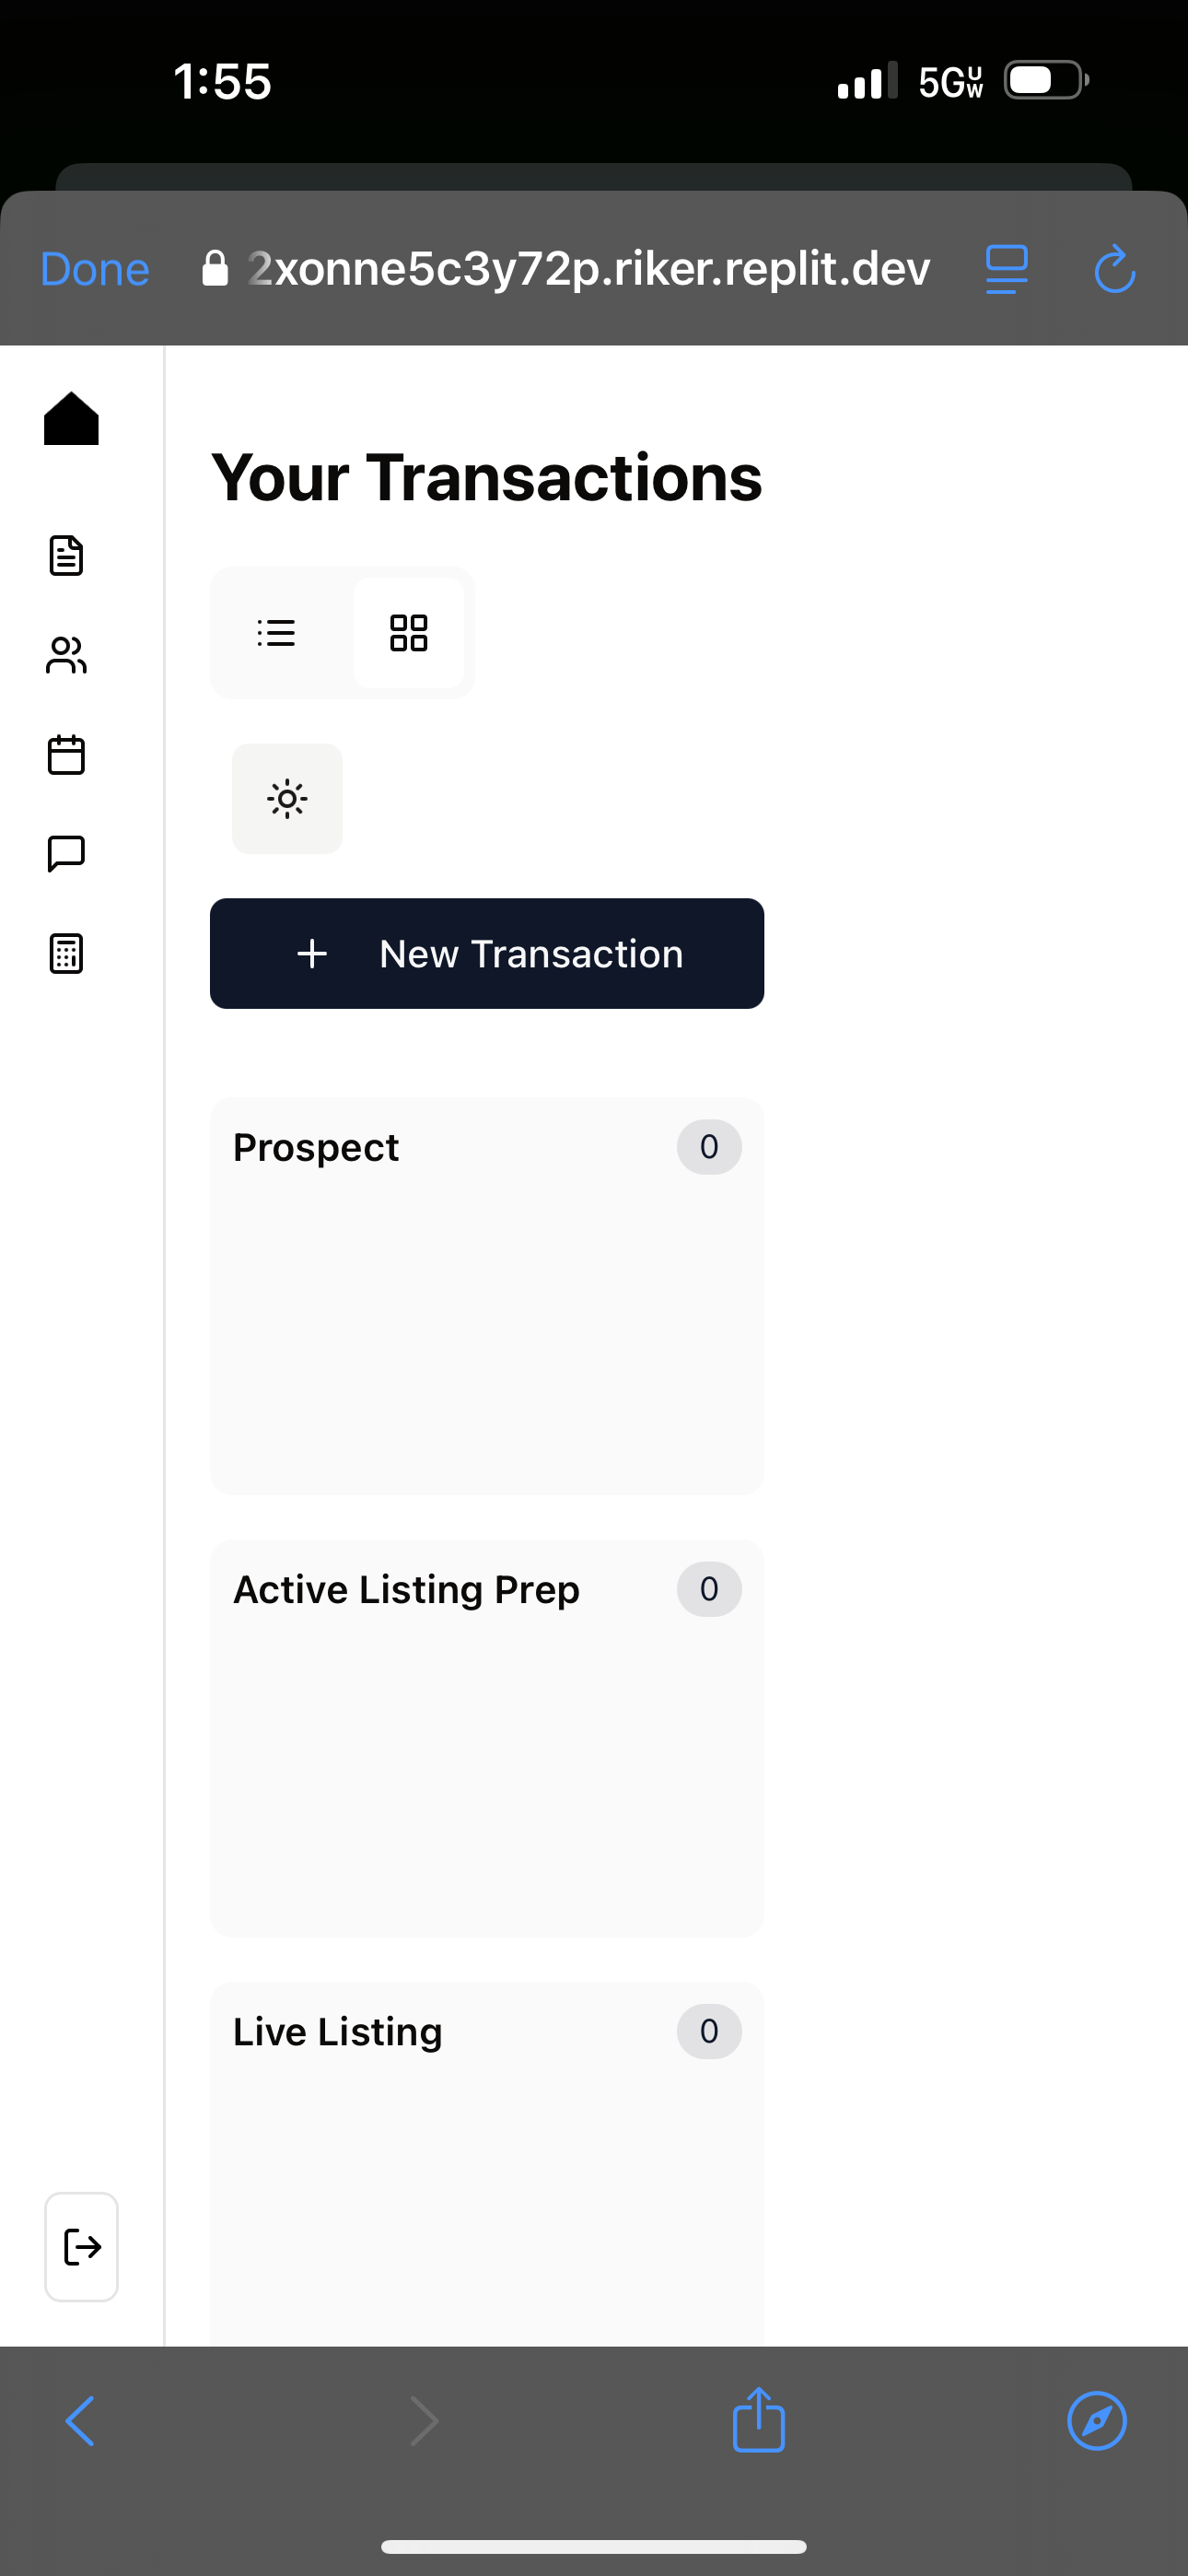 1:55
5G UW
Done
2xonne5c3y72p.riker.replit.dev
Your Transactions
New Transaction
Prospect
0
Active Listing Prep
0
Live Listing
0